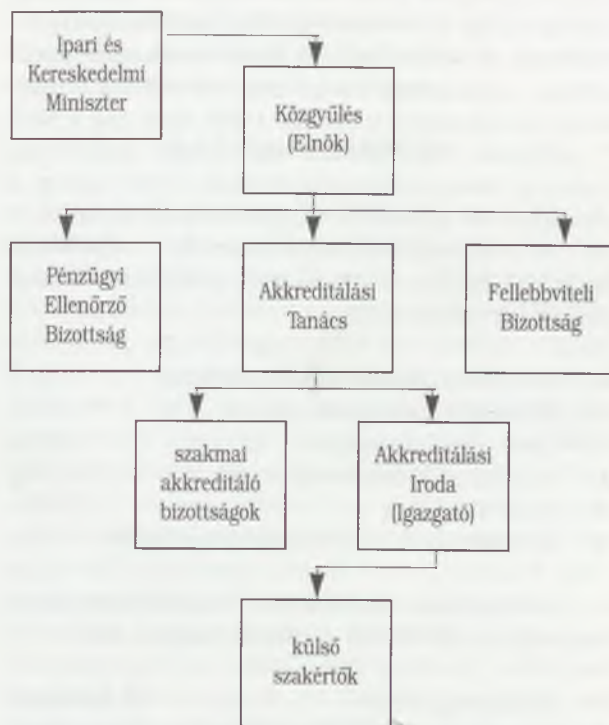 Ipari és
Kereskedelmi
Miniszter
Közgyűlés
(Elnök)
Pénzügyi
Ellenőrző
Bizottság
Akkreditálási
Tanács
Fellebbviteli
Bizottság
szakmai
akkreditáló
bizottságok
Akkreditálási
Iroda
(Igazgató)
külső
szakértők